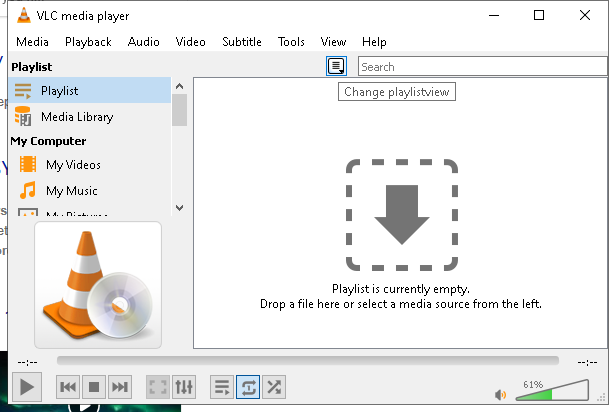 VLC media player
Media Playback Audio Video Subtitle Tools View Help
Playlist
Search
Playlist
Change playlistview
Media Library
My Computer
My Videos
My Music
My Pictures
Playlist is currently empty.
Drop a file here or select a media source from the left.
--:-- --:--
61%